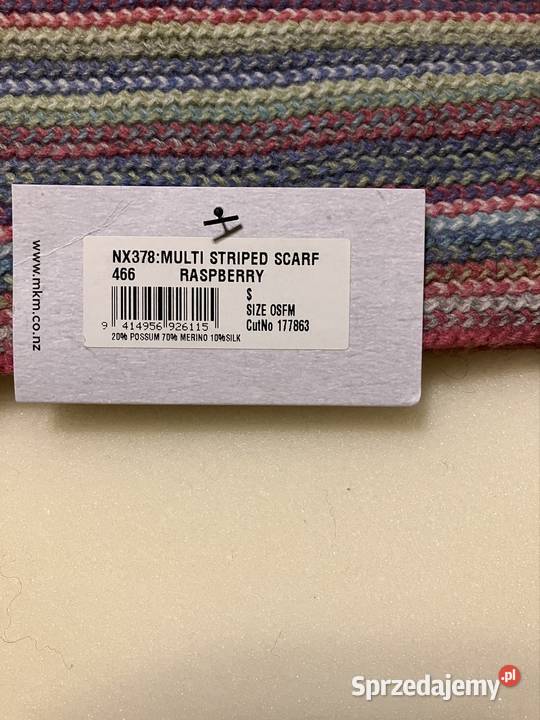 www.mkm.co.nz
NX378:MULTI STRIPED SCARF
466 RASPBERRY
$
SIZE OSFM
CutNo 177863
9 414956 926115
20% POSSUM 70% MERINO 10%SILK
Sprzedajemy.pl